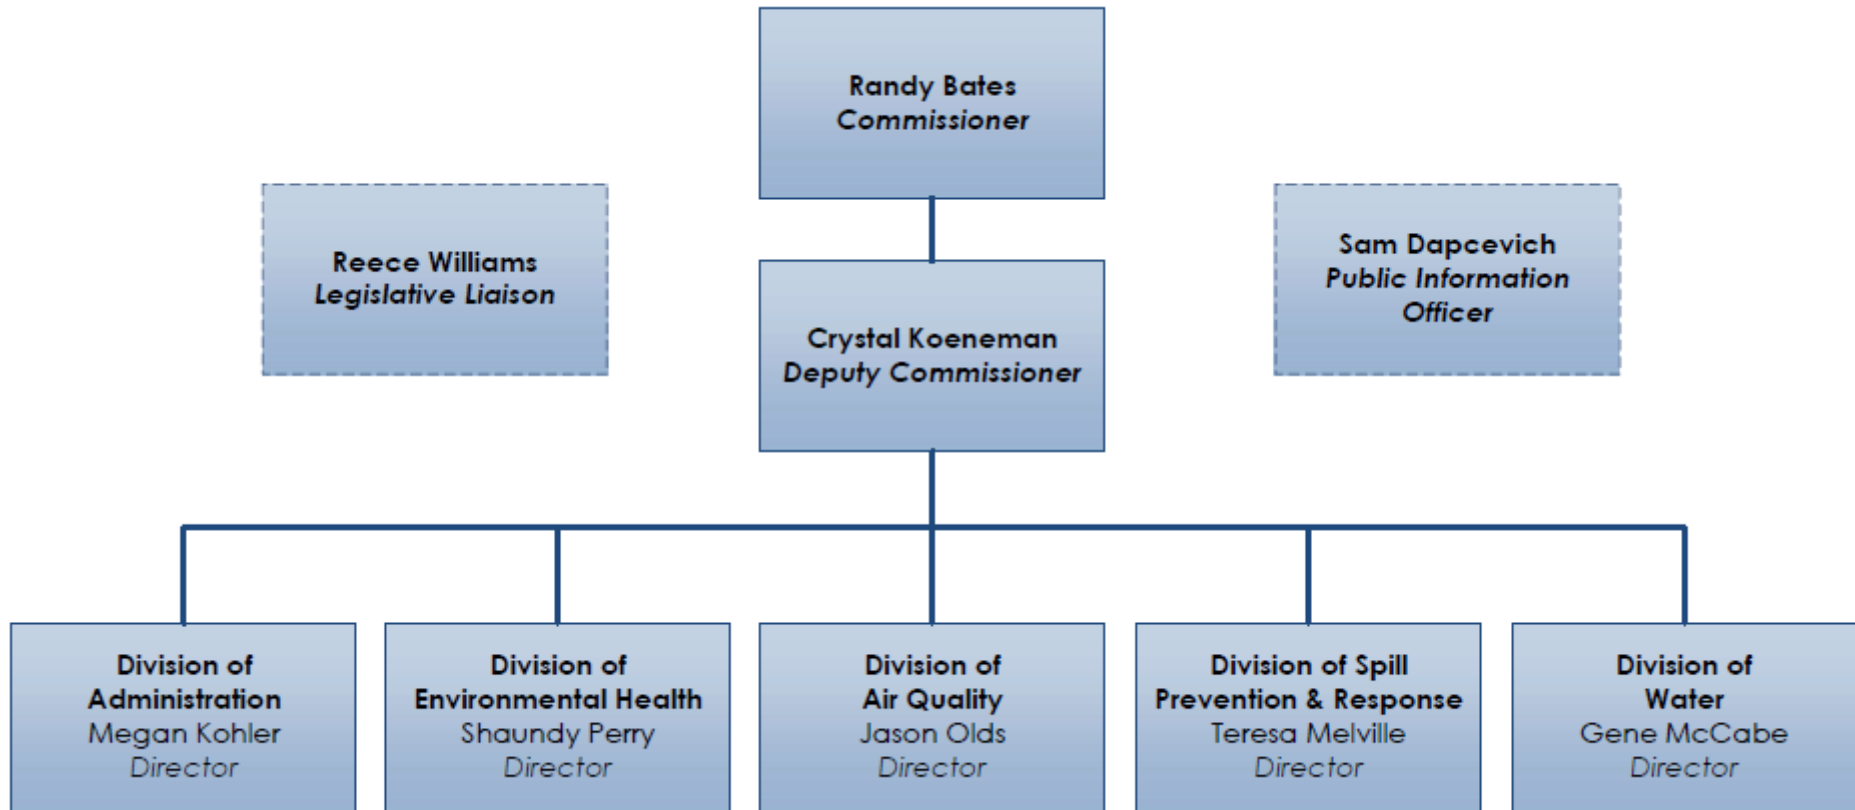 Randy Bates
Commissioner
Reece Williams
Legislative Liaison
Sam Dapcevich
Public Information
Officer
Crystal Koeneman
Deputy Commissioner
Division of
Administration
Megan Kohler
Director
Division of
Environmental Health
Shaundy Perry
Director
Division of
Air Quality
Jason Olds
Director
Division of Spill
Prevention & Response
Teresa Melville
Director
Division of
Water
Gene McCabe
Director